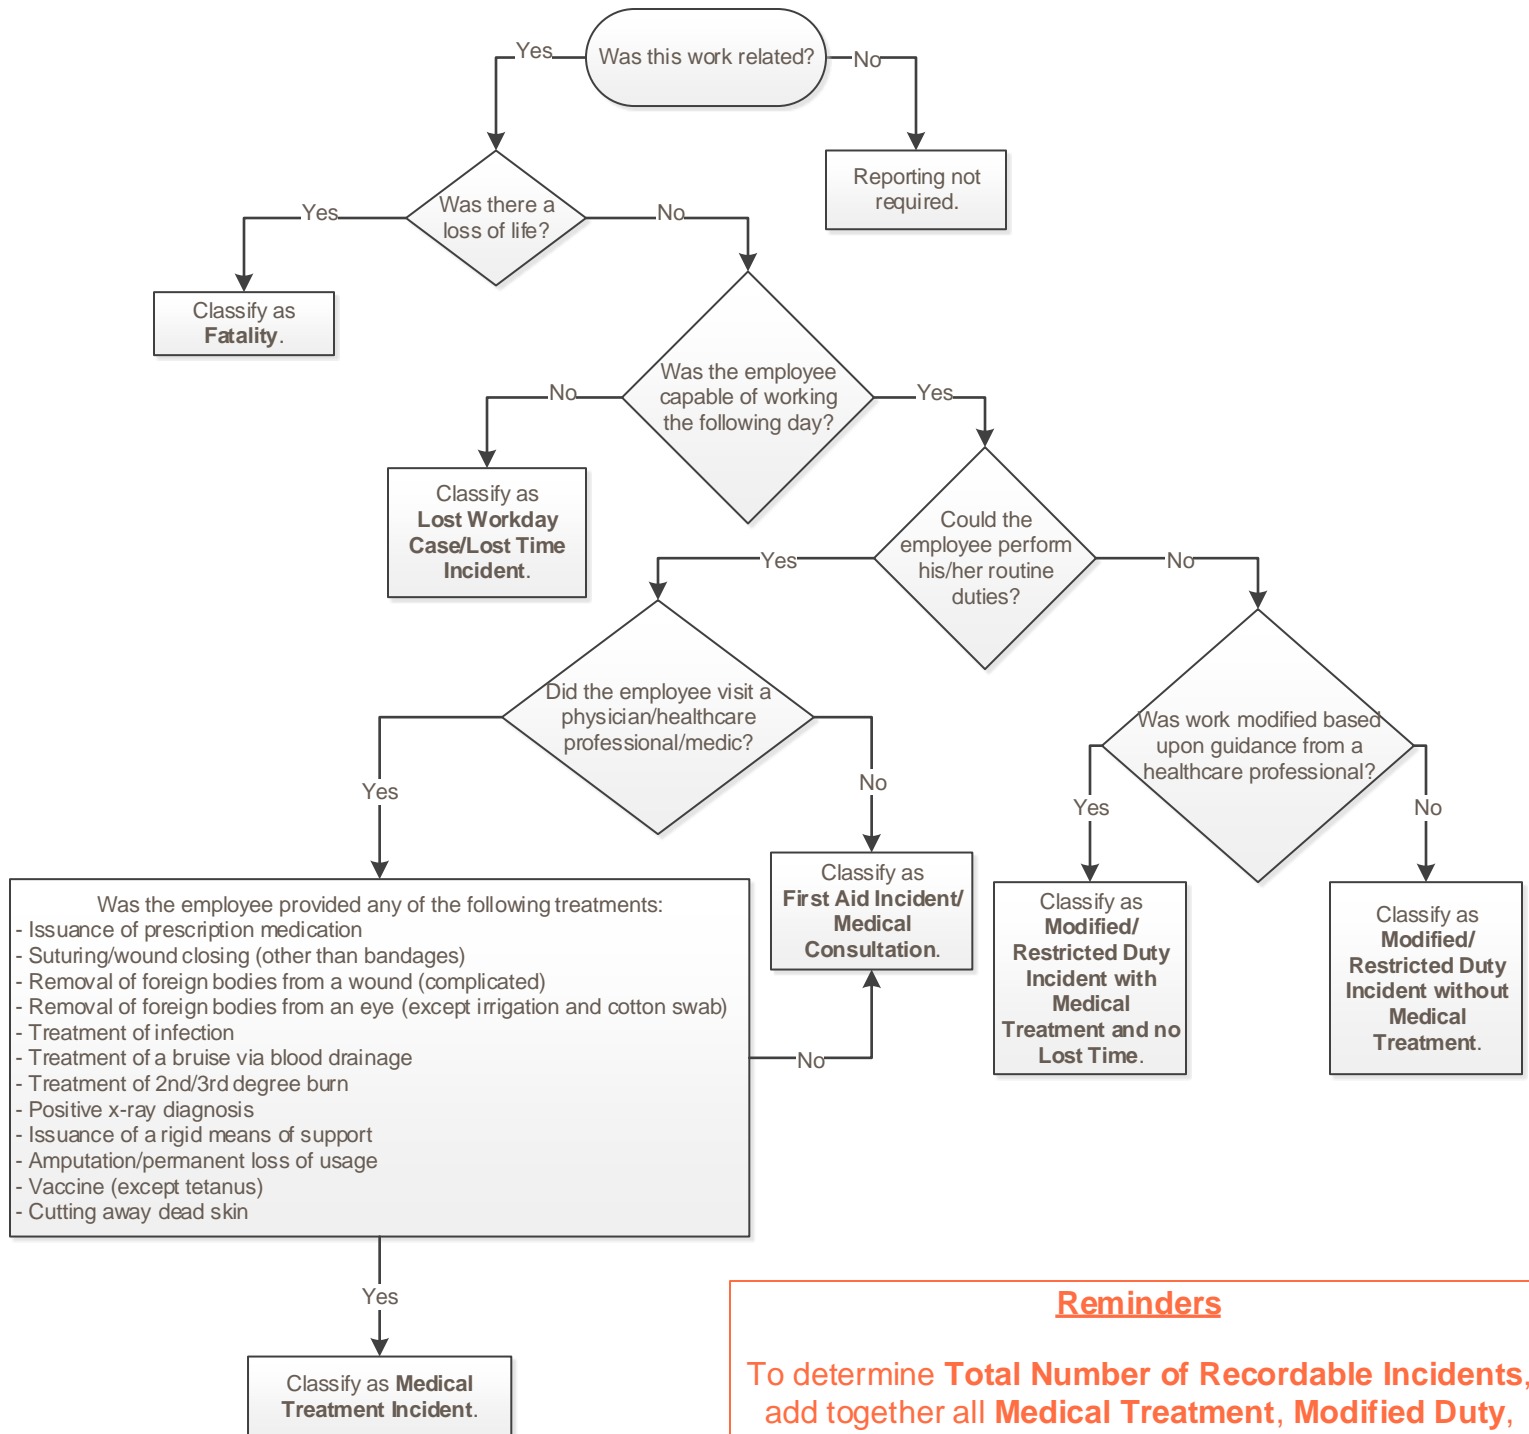 Was this work related?
Yes
No
Reporting not
required.
Was there a
loss of life?
Yes
No
Classify as
Fatality.
Was the employee
capable of working
the following day?
No
Yes
Classify as
Lost Workday
Case/Lost Time
Incident.
Could the
employee perform
his/her routine
duties?
Yes
No
Did the employee visit a
physician/healthcare
professional/medic?
Yes
No
Was work modified based
upon guidance from a
healthcare professional?
Yes
No
Was the employee provided any of the following treatments:
- Issuance of prescription medication
- Suturing/wound closing (other than bandages)
- Removal of foreign bodies from a wound (complicated)
- Removal of foreign bodies from an eye (except irrigation and cotton swab)
- Treatment of infection
- Treatment of a bruise via blood drainage
- Treatment of 2nd/3rd degree burn
- Positive x-ray diagnosis
- Issuance of a rigid means of support
- Amputation/permanent loss of usage
- Vaccine (except tetanus)
- Cutting away dead skin
No
Classify as
First Aid Incident/
Medical
Consultation.
Classify as
Modified/
Restricted Duty
Incident with
Medical
Treatment and no
Lost Time.
Classify as
Modified/
Restricted Duty
Incident without
Medical
Treatment.
Yes
Classify as Medical
Treatment Incident.
Reminders
To determine Total Number of Recordable Incidents,
add together all Medical Treatment, Modified Duty,